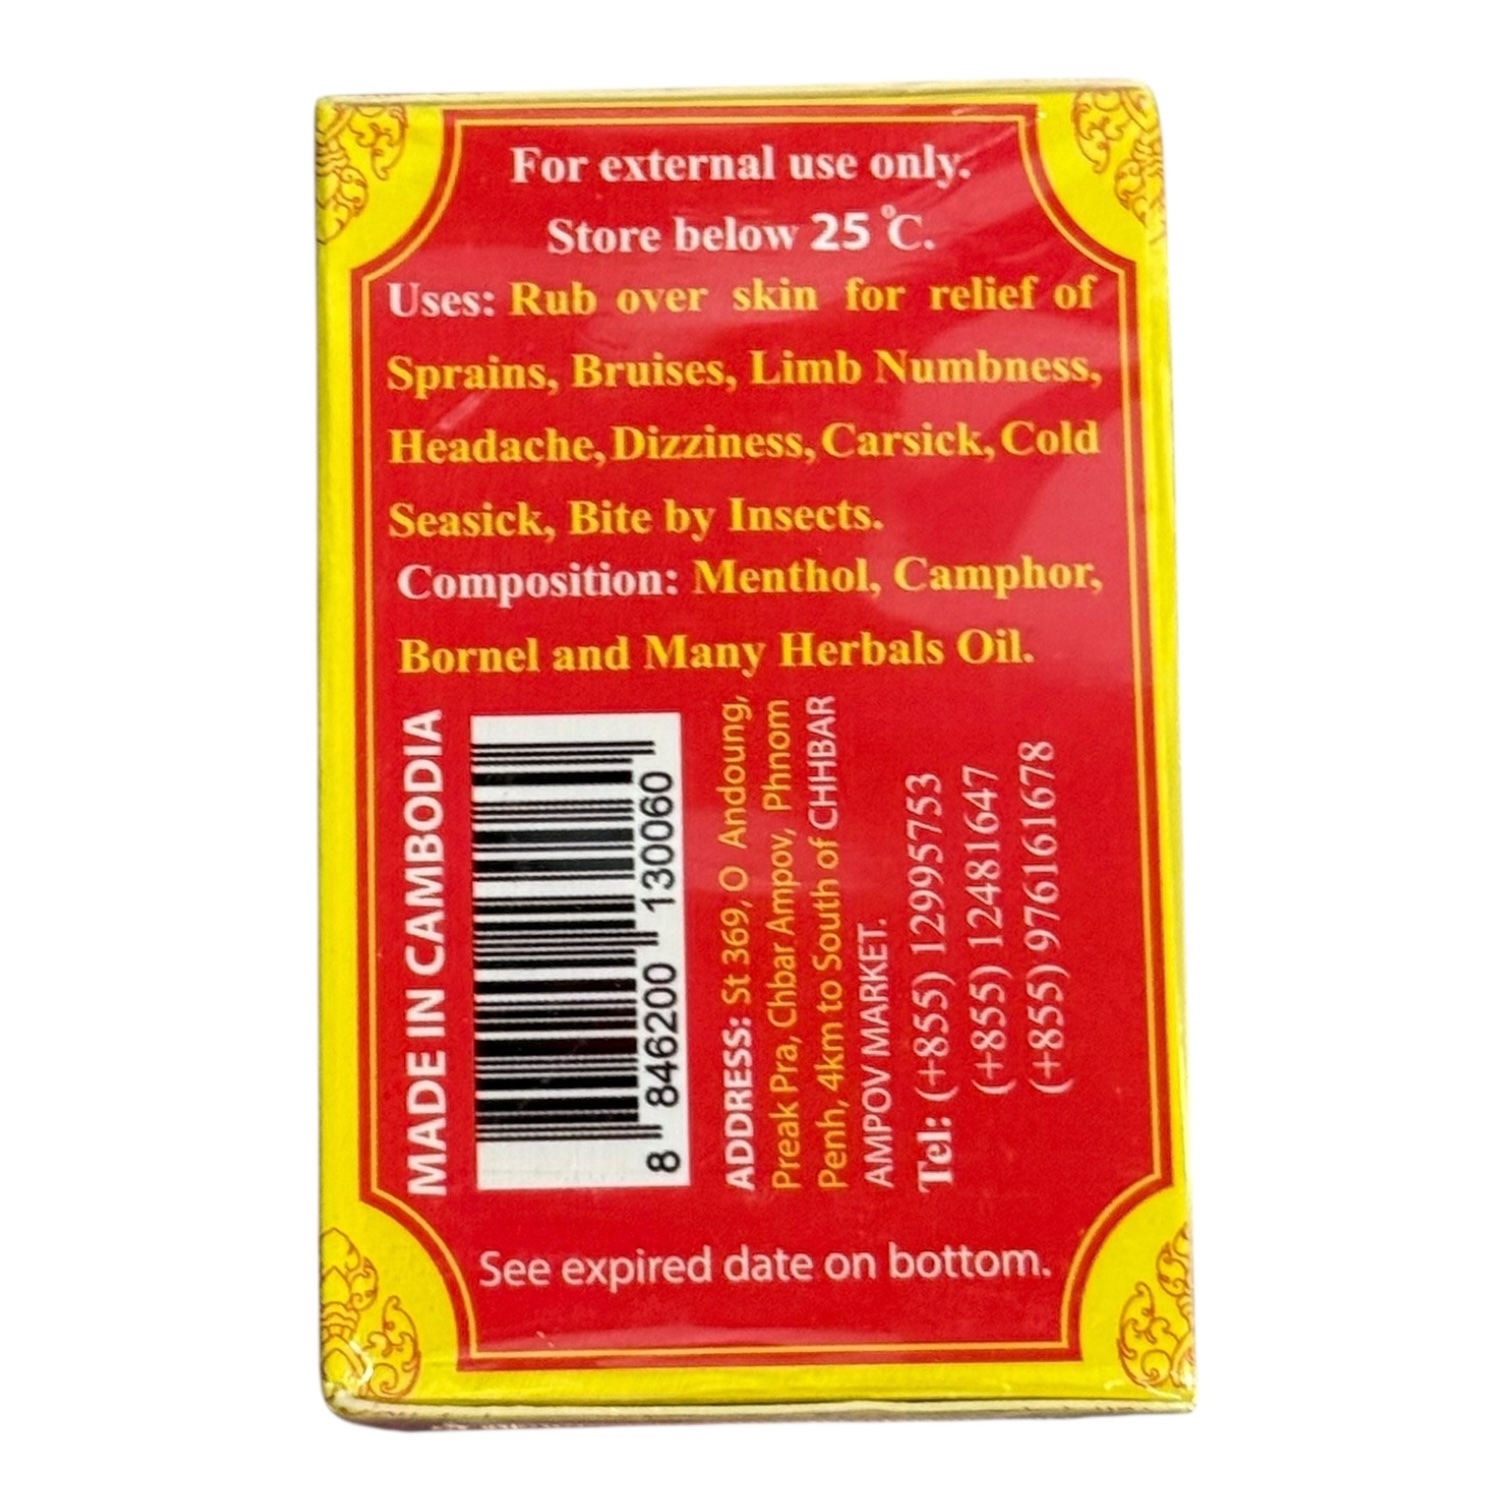 For external use only.
Store below 25 °C.
Uses: Rub over skin for relief of
Sprains, Bruises, Limb Numbness,
Headache, Dizziness, Carsick, Cold
Seasick, Bite by Insects.
Composition: Menthol, Camphor,
Bornel and Many Herbals Oil.
MADE IN CAMBODIA
8 846200 130060
ADDRESS: St 369, O Andoung,
Preak Pra, Chbar Ampov, Phnom
Penh, 4km to South of CHHBAR
AMPOV MARKET.
Tel: (+855) 12995753
(+855) 12481647
(+855) 976161678
See expired date on bottom.